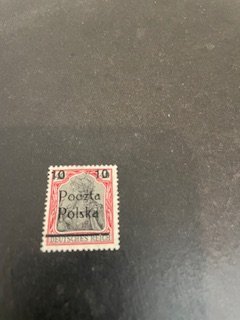 10 10
Poczta
Polska
DEUTSCHES REICH